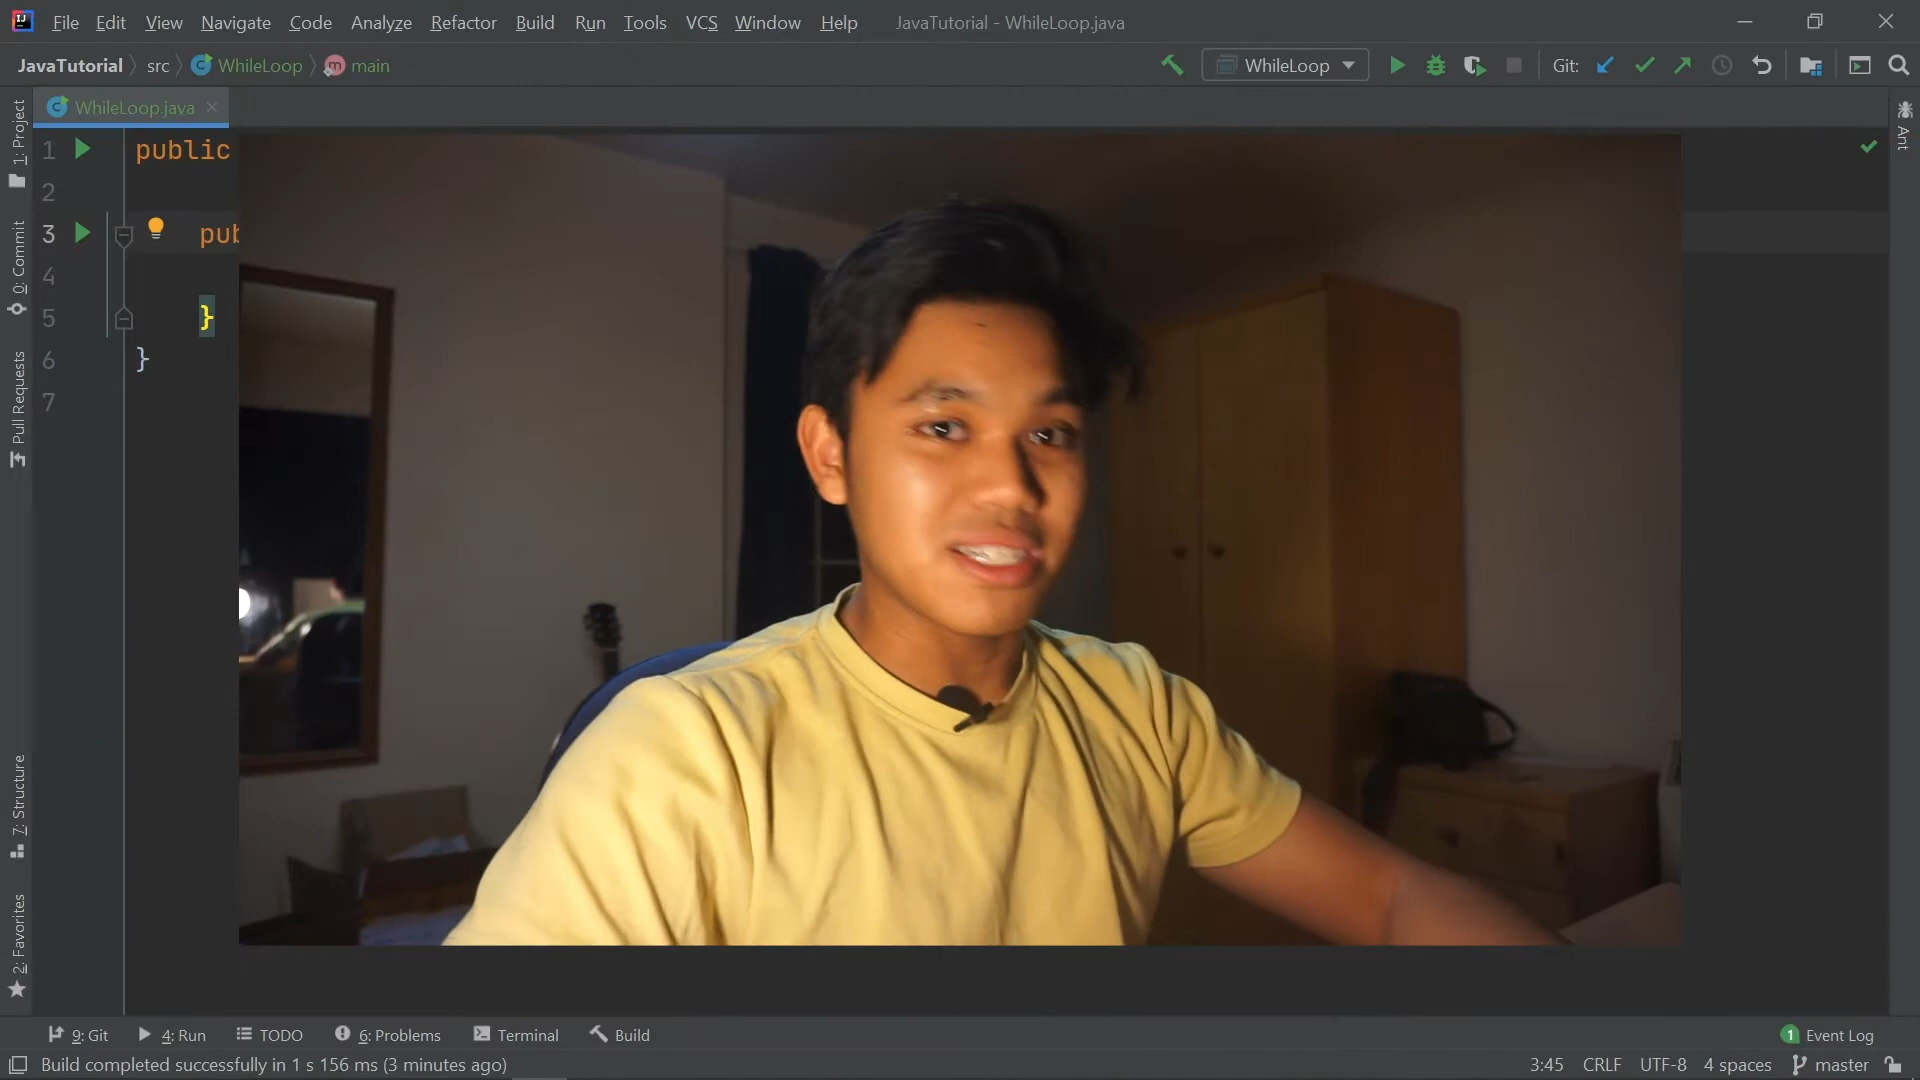 File Edit View Navigate Code Analyze Refactor Build Run Tools VCS Window Help JavaTutorial - WhileLoop.java
JavaTutorial src WhileLoop main WhileLoop Git:
WhileLoop.java
1: Project
0: Commit
Pull Requests
7: Structure
2: Favorites
Ant
1 public
2
3 pub
4
5 }
6 }
7
9: Git 4: Run TODO 6: Problems Terminal Build 1 Event Log
Build completed successfully in 1 s 156 ms (3 minutes ago) 3:45 CRLF UTF-8 4 spaces master